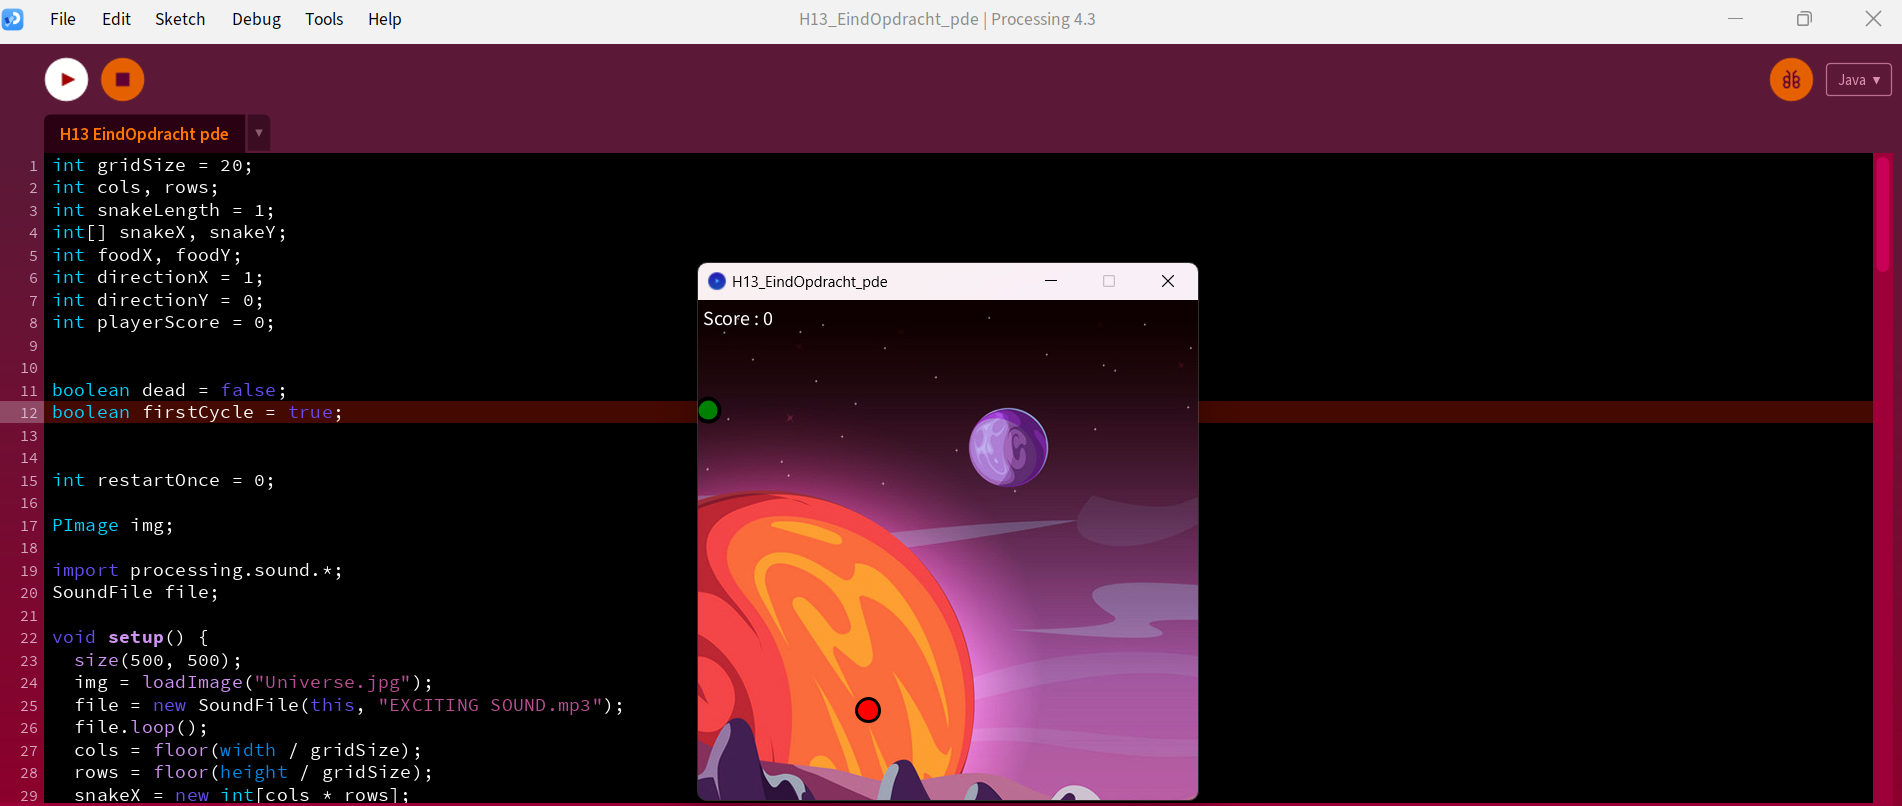 File Edit Sketch Debug Tools Help
H13_EindOpdracht_pde | Processing 4.3
Java ▾
H13 EindOpdracht pde ▾
1 int gridSize = 20;
2 int cols, rows;
3 int snakeLength = 1;
4 int[] snakeX, snakeY;
5 int foodX, foodY;
6 int directionX = 1;
7 int directionY = 0;
8 int playerScore = 0;
9
10
11 boolean dead = false;
12 boolean firstCycle = true;
13
14
15 int restartOnce = 0;
16
17 PImage img;
18
19 import processing.sound.*;
20 SoundFile file;
21
22 void setup() {
23   size(500, 500);
24   img = loadImage("Universe.jpg");
25   file = new SoundFile(this, "EXCITING SOUND.mp3");
26   file.loop();
27   cols = floor(width / gridSize);
28   rows = floor(height / gridSize);
29   snakeX = new int[cols * rows];
H13_EindOpdracht_pde
Score : 0